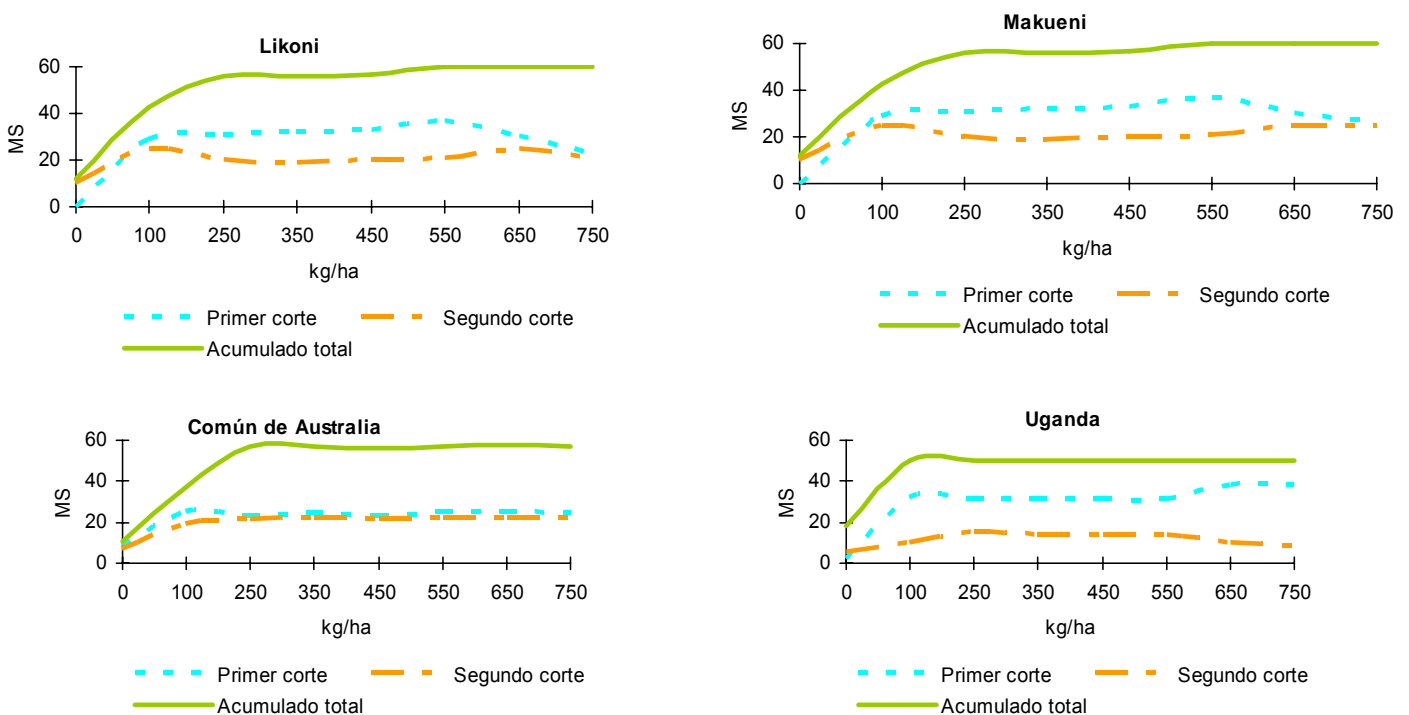 Likoni
60
40
20
0
MS
0 100 250 350 450 550 650 750
kg/ha
Primer corte Segundo corte
Acumulado total
Makueni
60
40
20
0
MS
0 100 250 350 450 550 650 750
kg/ha
Primer corte Segundo corte
Acumulado total
Común de Australia
60
40
20
0
MS
0 100 250 350 450 550 650 750
kg/ha
Primer corte Segundo corte
Acumulado total
Uganda
60
40
20
0
MS
0 100 250 350 450 550 650 750
kg/ha
Primer corte Segundo corte
Acumulado total